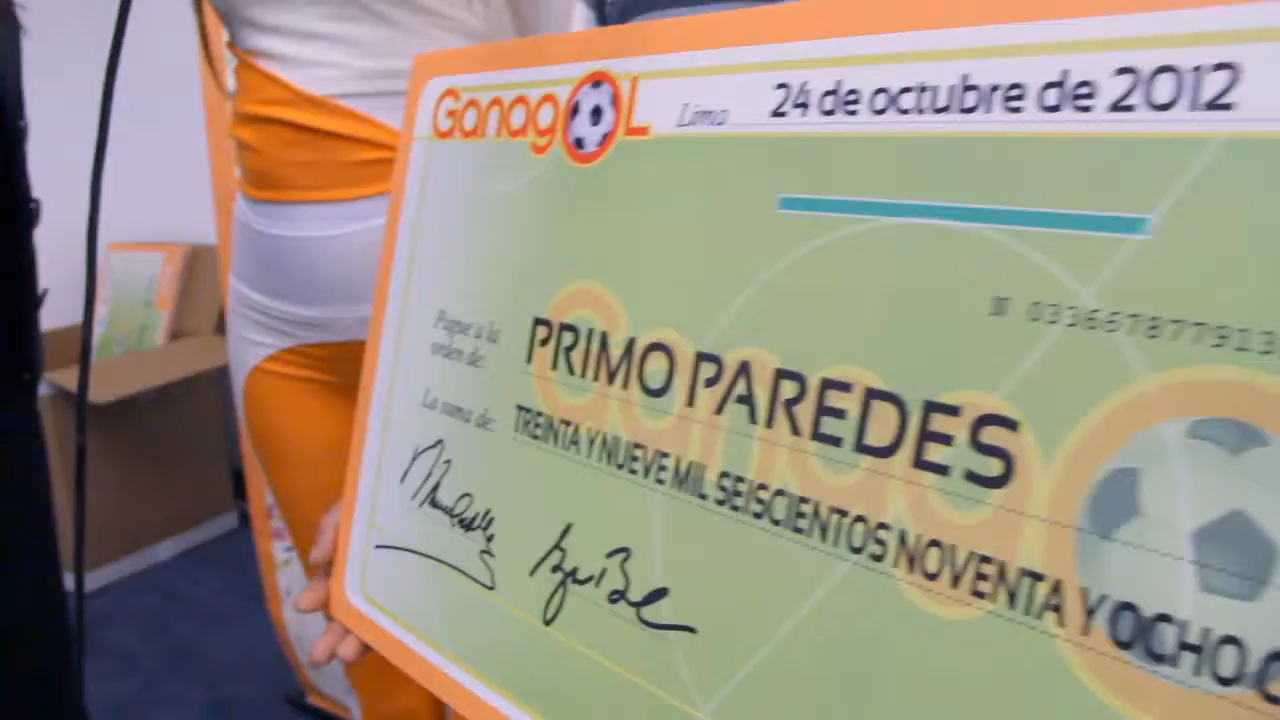 GanagOL
Lima 24 de octubre de 2012
N 033667877913
Páguese a la
orden de: PRIMO PAREDES
La suma de: TREINTA Y NUEVE MIL SEISCIENTOS NOVENTA Y OCHO C